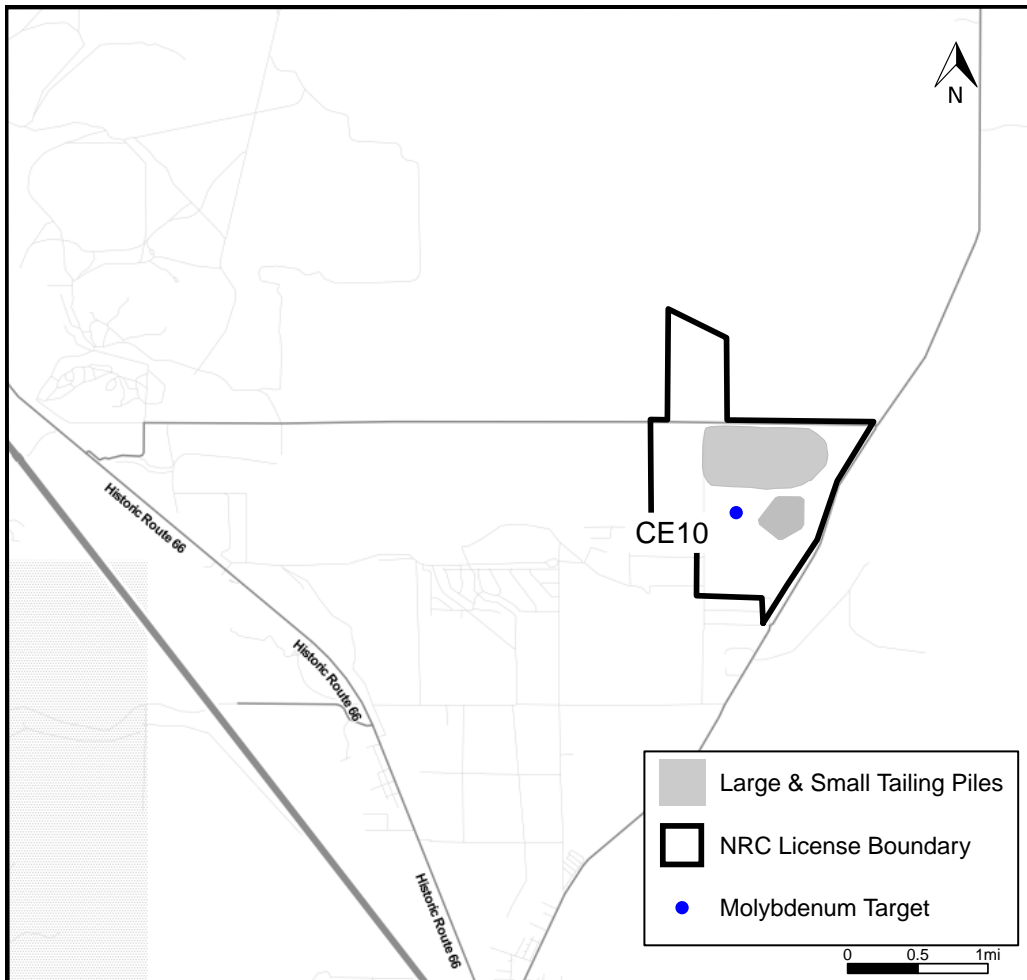 N
CE10
Historic Route 66
Historic Route 66
Historic Route 66
Large & Small Tailing Piles
NRC License Boundary
Molybdenum Target
0 0.5 1mi